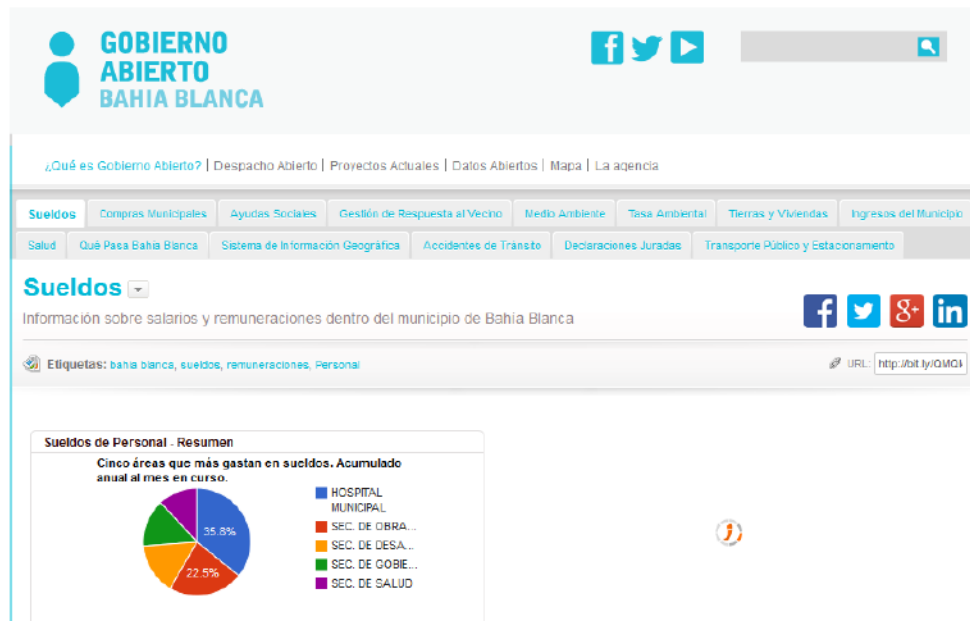 GOBIERNO
ABIERTO
BAHIA BLANCA
¿Qué es Gobierno Abierto? | Despacho Abierto | Proyectos Actuales | Datos Abiertos | Mapa | La agencia
Sueldos Compras Municipales Ayudas Sociales Gestión de Respuesta al Vecino Medio Ambiente Tasa Ambiental Tierras y Viviendas Ingresos del Municipio
Salud Qué Pasa Bahia Blanca Sistema de Información Geográfica Accidentes de Tránsito Declaraciones Juradas Transporte Público y Estacionamiento
Sueldos
Información sobre salarios y remuneraciones dentro del municipio de Bahía Blanca
Etiquetas: bahia blanca, sueldos, remuneraciones, Personal URL:
Sueldos de Personal - Resumen
Cinco áreas que más gastan en sueldos. Acumulado
anual al mes en curso.
HOSPITAL
MUNICIPAL
35.8%
SEC. DE OBRA...
SEC. DE DESA...
SEC. DE GOBIE...
22.5%
SEC. DE SALUD